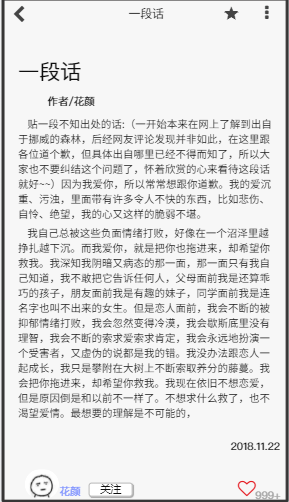 一段话
一段话
作者/花颜
贴一段不知出处的话:（一开始本来在网上了解到出自
于挪威的森林，后经网友评论发现并非如此，在这里跟
各位道个歉，但具体出自哪里已经不得而知了，所以大
家也不要纠结这个问题了，怀着欣赏的心来看待这段话
就好~~）因为我爱你，所以常常想跟你道歉。我的爱沉
重、污浊，里面带有许多令人不快的东西，比如悲伤、
自怜、绝望，我的心又这样的脆弱不堪。
我自己总被这些负面情绪打败，好像在一个沼泽里越
挣扎越下沉。而我爱你，就是把你也拖进来，却希望你
救我。我深知我阴暗又病态的那一面，那一面只有我自
己知道，我不敢把它告诉任何人，父母面前我是还算乖
巧的孩子，朋友面前我是有趣的妹子，同学面前我是连
名字也叫不出来的女生。但是恋人面前，我会不断的被
抑郁情绪打败，我会忽然变得冷漠，我会歇斯底里没有
理智，我会不断的索求爱索求肯定，我会永远地扮演一
个受害者，又虚伪的说都是我的错。我没办法跟恋人一
起成长，我只是攀附在大树上不断索取养分的藤蔓。我
会把你拖进来，却希望你救我。我现在依旧不想恋爱，
但是原因倒是和以前不一样了。不想求什么救了，也不
渴望爱情。最想要的理解是不可能的，
2018.11.22
花颜 关注 999+